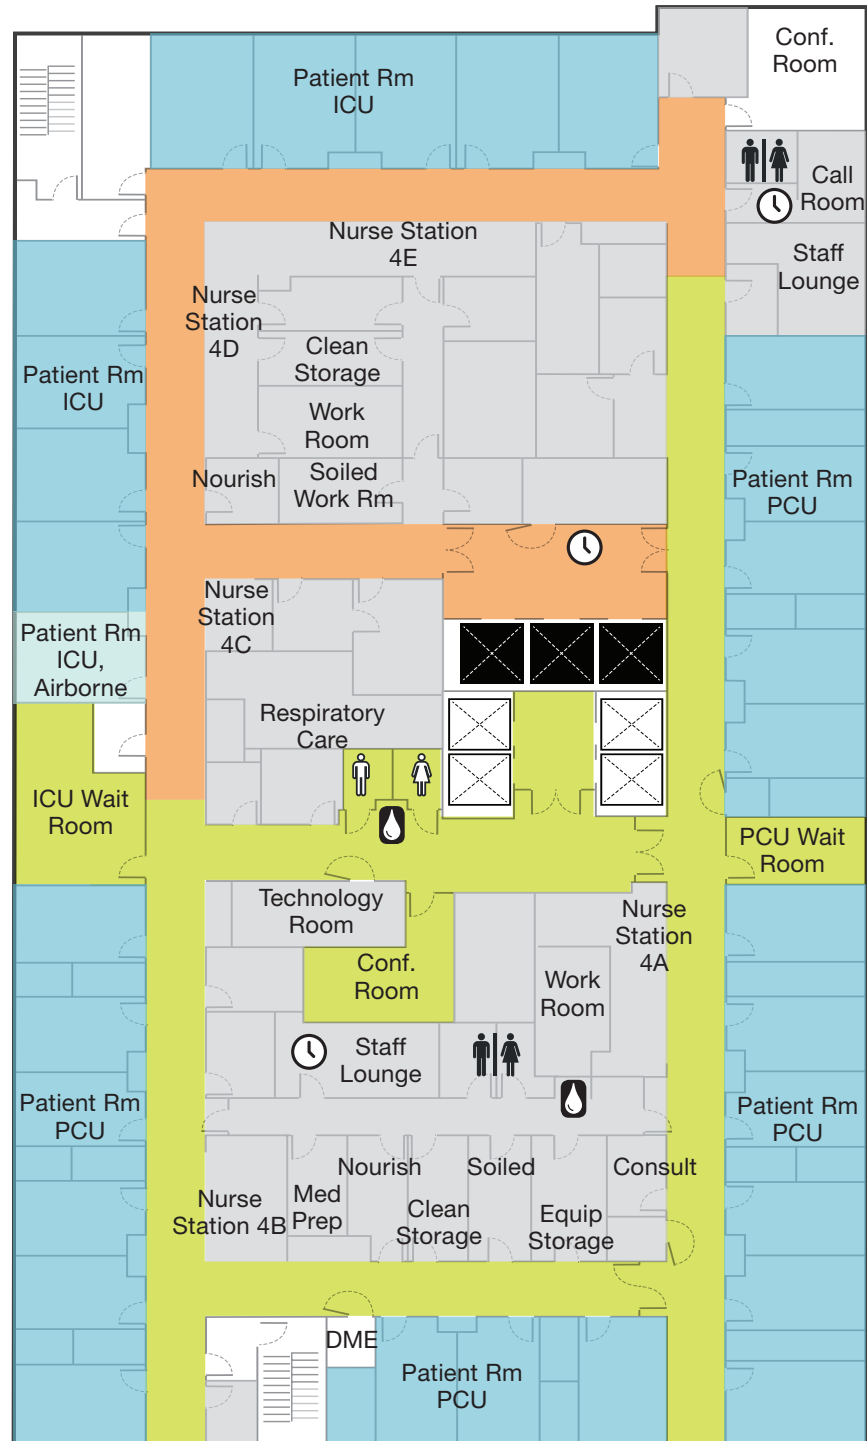 Conf.
Room
Patient Rm
ICU
Call
Room
Nurse Station
4E
Staff
Lounge
Nurse
Station
4D
Clean
Storage
Patient Rm
ICU
Work
Room
Nourish
Soiled
Work Rm
Patient Rm
PCU
Nurse
Station
4C
Patient Rm
ICU,
Airborne
Respiratory
Care
ICU Wait
Room
PCU Wait
Room
Technology
Room
Nurse
Station
4A
Conf.
Room
Work
Room
Staff
Lounge
Patient Rm
PCU
Patient Rm
PCU
Nourish
Soiled
Consult
Med
Prep
Nurse
Station 4B
Clean
Storage
Equip
Storage
DME
Patient Rm
PCU